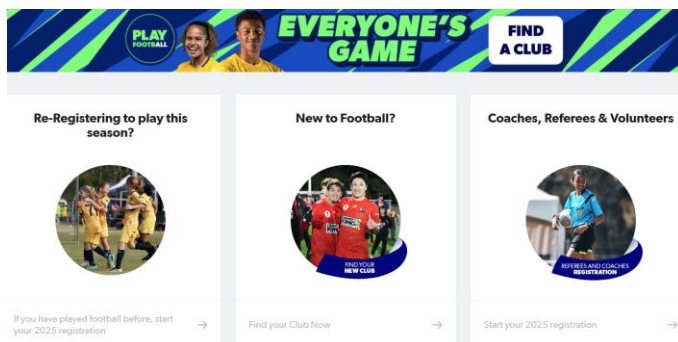 PLAY
FOOTBALL
EVERYONE'S
GAME
FIND
A CLUB
Re-Registering to play this
season?
New to Football?
Coaches, Referees & Volunteers
FIND YOUR
NEW CLUB
REFEREES AND COACHES
REGISTRATION
If you have played football before, start
your 2025 registration
Find your Club Now
Start your 2025 registration